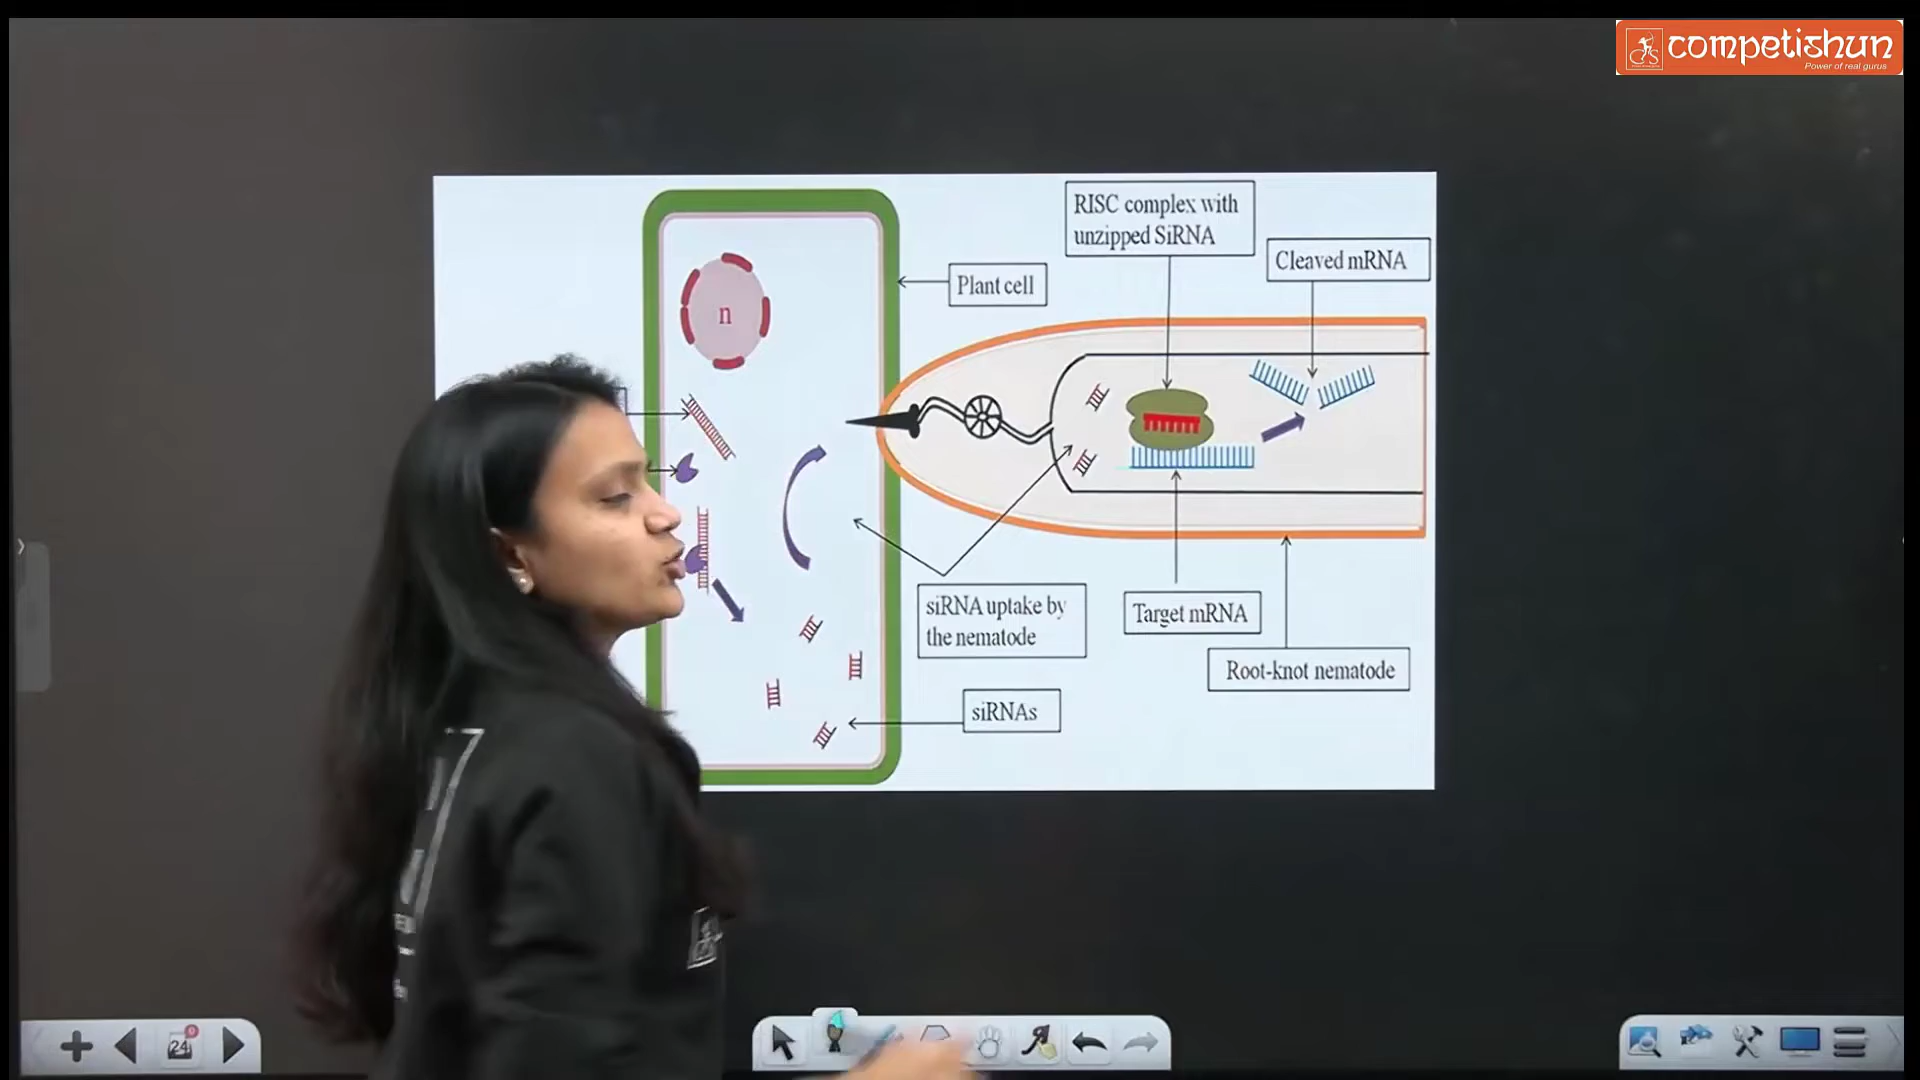 competishun
Power of real gurus
RISC complex with
unzipped SiRNA
Cleaved mRNA
Plant cell
n
siRNA uptake by
the nematode
Target mRNA
Root-knot nematode
siRNAs
24